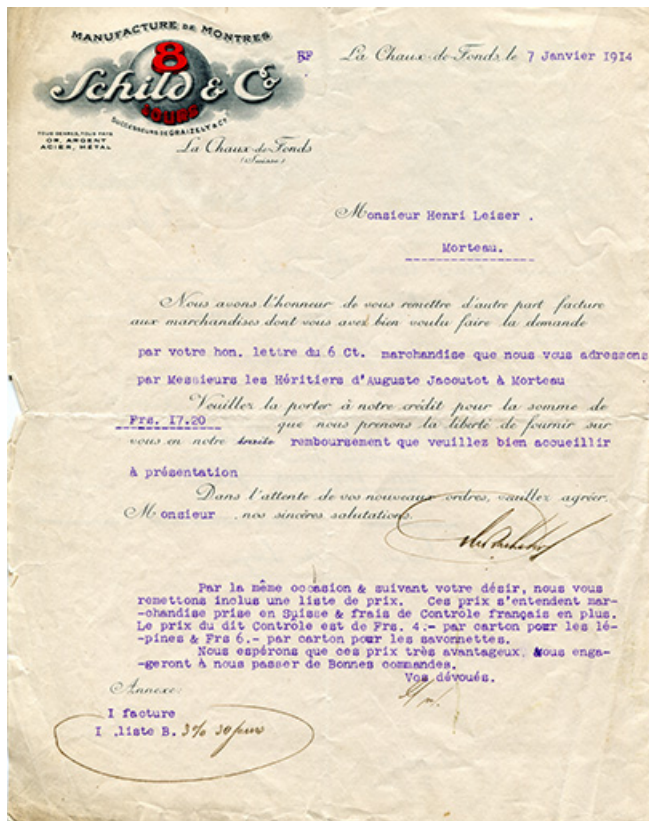 MANUFACTURE DE MONTRES
8
Schild & Co
JOURS
SUCCESSEURS DE GRAIZELY & Co
TOUS GENRES, TOUS PAYS
OR, ARGENT
ACIER, METAL
La Chaux-de-Fonds
(Suisse)
BF La Chaux-de-Fonds, le 7 Janvier 1914
Monsieur Henri Leiser .
Morteau.
Nous avons l'honneur de vous remettre d'autre part facture
aux marchandises dont vous avez bien voulu faire la demande
par votre hon. lettre du 6 Ct. marchandise que nous vous adressons
par Messieurs les Héritiers d'Auguste Jacoutot à Morteau
Veuillez la porter à notre crédit pour la somme de
Frs. 17.20 que nous prenons la liberté de fournir sur
vous en notre traite remboursement que veuillez bien accueillir
à présentation
Dans l'attente de vos nouveaux ordres, veuillez agréer,
Monsieur , nos sincères salutations.
Par la même occasion & suivant votre désir, nous vous
remettons inclus une liste de prix. Ces prix s'entendent mar-
-chandise prise en Suisse & frais de Contrôle français en plus.
Le prix du dit Contrôle est de Frs. 4.- par carton pour les lé-
pines & Frs 6.- par carton pour les savonnettes.
Nous espérons que ces prix très avantageux, vous enga-
-geront à nous passer de Bonnes commandes.
Vos dévoués.
Annexe:
I facture
I .liste B. 3% 30 jours